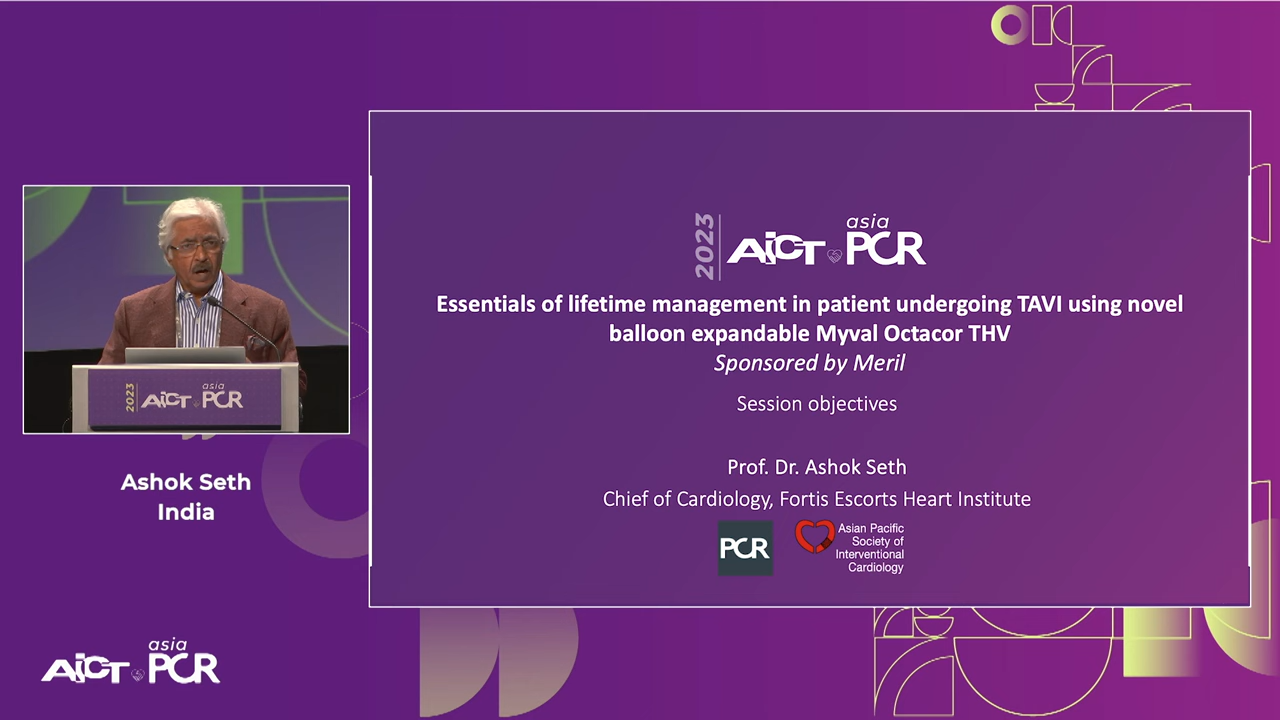 2023
AICT asia
PCR
Essentials of lifetime management in patient undergoing TAVI using novel
balloon expandable Myval Octacor THV
Sponsored by Meril
Session objectives
Prof. Dr. Ashok Seth
Chief of Cardiology, Fortis Escorts Heart Institute
PCR
Asian Pacific
Society of
Interventional
Cardiology
2023
AICT asia
PCR
Ashok Seth
India
AICT asia
PCR